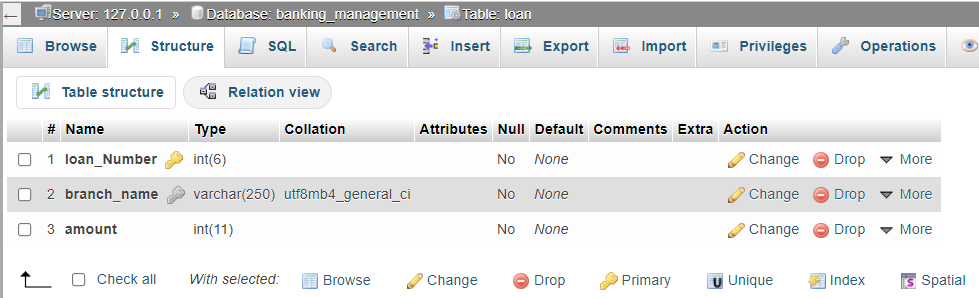 ← Server: 127.0.0.1 » Database: banking_management » Table: loan
Browse Structure SQL Search Insert Export Import Privileges Operations
Table structure Relation view
# Name Type Collation Attributes Null Default Comments Extra Action
1 loan_Number int(6) No None Change Drop More
2 branch_name varchar(250) utf8mb4_general_ci No None Change Drop More
3 amount int(11) No None Change Drop More
Check all With selected: Browse Change Drop Primary Unique Index Spatial